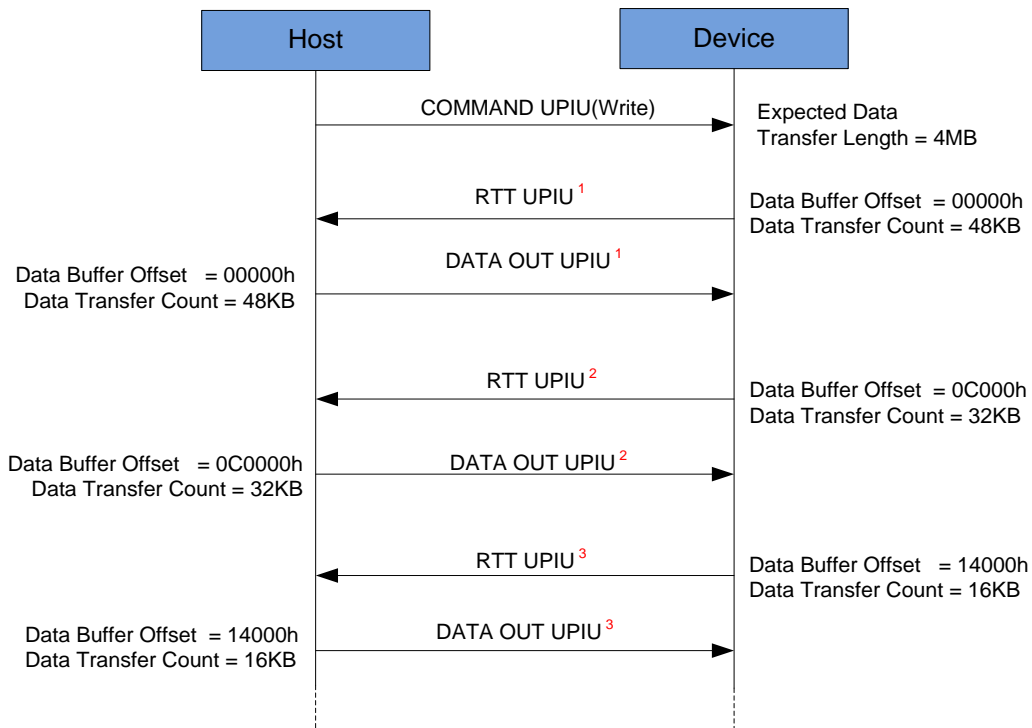 Host
Device
COMMAND UPIU(Write)
Expected Data
Transfer Length = 4MB
RTT UPIU 1
Data Buffer Offset = 00000h
Data Transfer Count = 48KB
DATA OUT UPIU 1
Data Buffer Offset = 00000h
Data Transfer Count = 48KB
RTT UPIU 2
Data Buffer Offset = 0C000h
Data Transfer Count = 32KB
Data Buffer Offset = 0C0000h
Data Transfer Count = 32KB
DATA OUT UPIU 2
RTT UPIU 3
Data Buffer Offset = 14000h
Data Transfer Count = 16KB
Data Buffer Offset = 14000h
Data Transfer Count = 16KB
DATA OUT UPIU 3